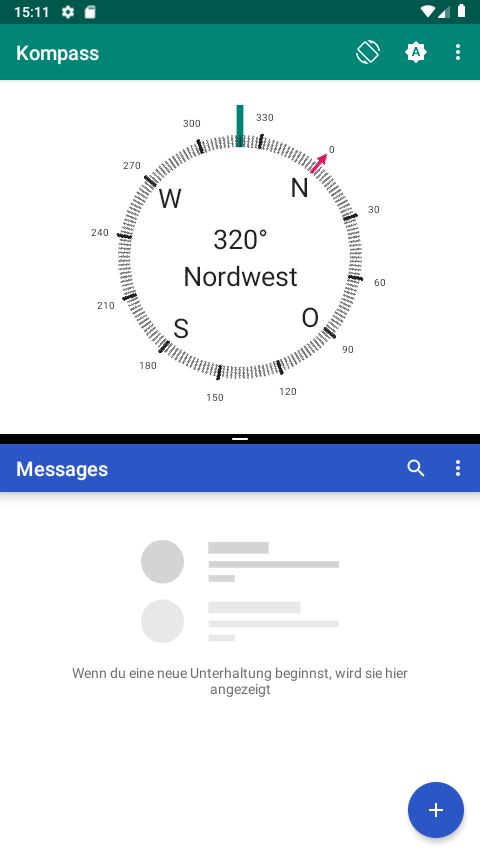 15:11
Kompass
A
330
300
0
270
N
W
30
240
320°
60
Nordwest
210
O
S
90
180
120
150
Messages
Wenn du eine neue Unterhaltung beginnst, wird sie hier
angezeigt